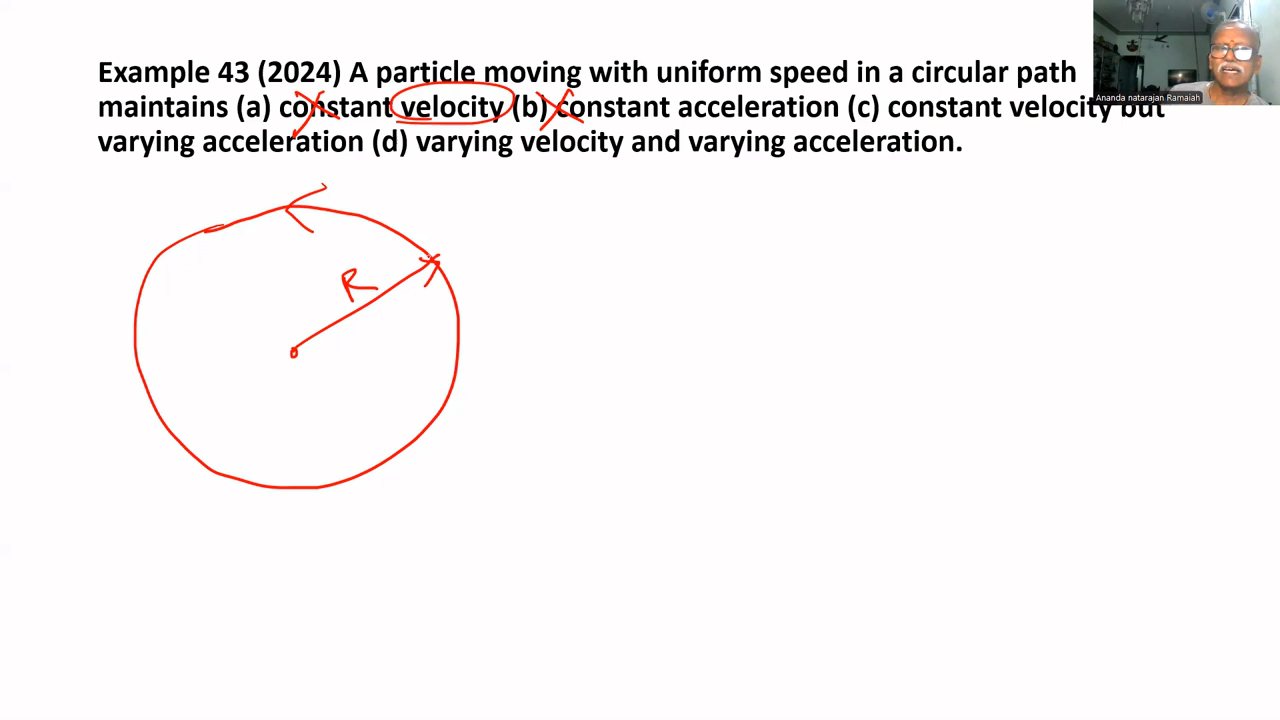 Example 43 (2024) A particle moving with uniform speed in a circular path
maintains (a) constant velocity (b) constant acceleration (c) constant velocity but
varying acceleration (d) varying velocity and varying acceleration.
Ananda natarajan Ramaiah
R